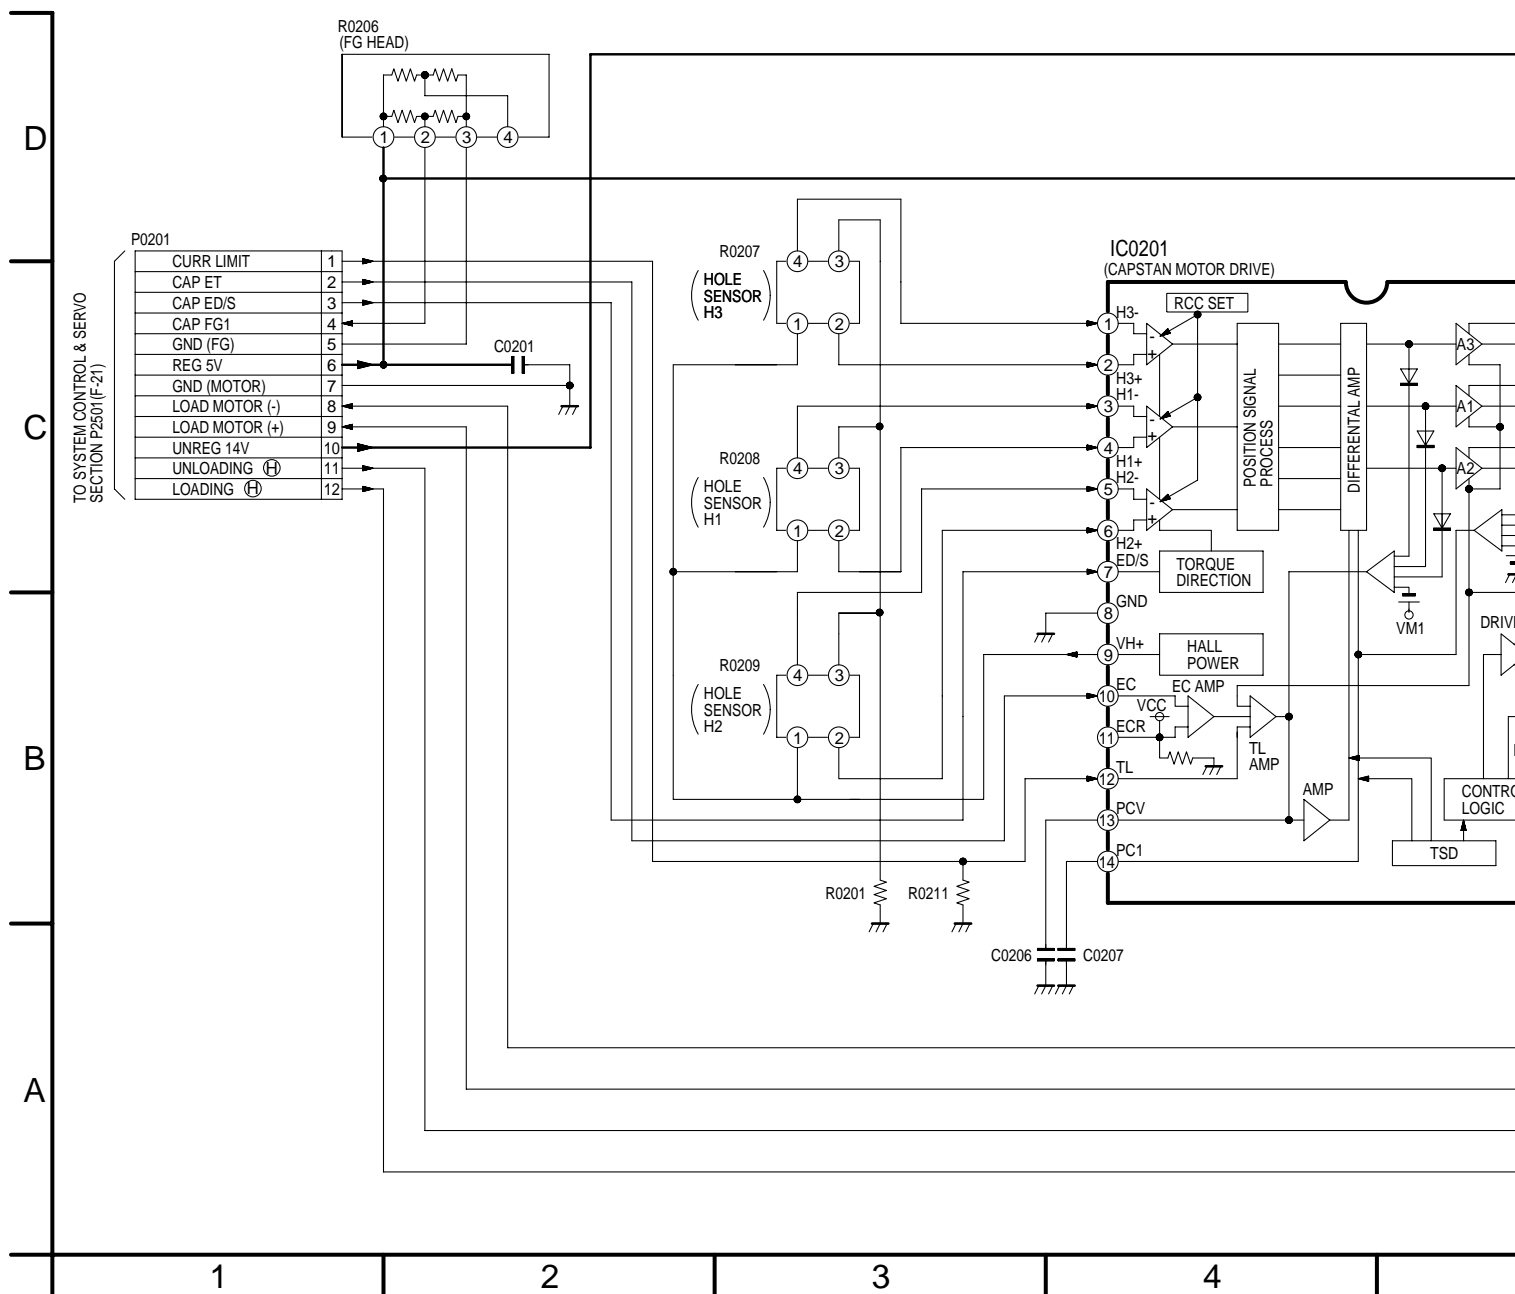 R0206
(FG HEAD)
1 2 3 4
D
P0201
TO SYSTEM CONTROL & SERVO
SECTION P2501(F-21)
CURR LIMIT 1
CAP ET 2
CAP ED/S 3
CAP FG1 4
GND (FG) 5
REG 5V 6
GND (MOTOR) 7
LOAD MOTOR (-) 8
LOAD MOTOR (+) 9
UNREG 14V 10
UNLOADING H 11
LOADING H 12
C0201
C
R0207
(HOLE
SENSOR
H3)
4 3
1 2
R0208
(HOLE
SENSOR
H1)
4 3
1 2
R0209
(HOLE
SENSOR
H2)
4 3
1 2
R0201
R0211
C0206
C0207
IC0201
(CAPSTAN MOTOR DRIVE)
RCC SET
1 H3-
2 H3+
3 H1-
4 H1+
5 H2-
6 H2+
7 ED/S
8 GND
9 VH+
10 EC
11 ECR
12 TL
13 PCV
14 PC1
- +
- +
- +
POSITION SIGNAL
PROCESS
DIFFERENTAL AMP
A3
A1
A2
TORQUE
DIRECTION
HALL
POWER
EC AMP
VCC
TL
AMP
AMP
VM1
DRIV
CONTRO
LOGIC
TSD
B
A
1 2 3 4